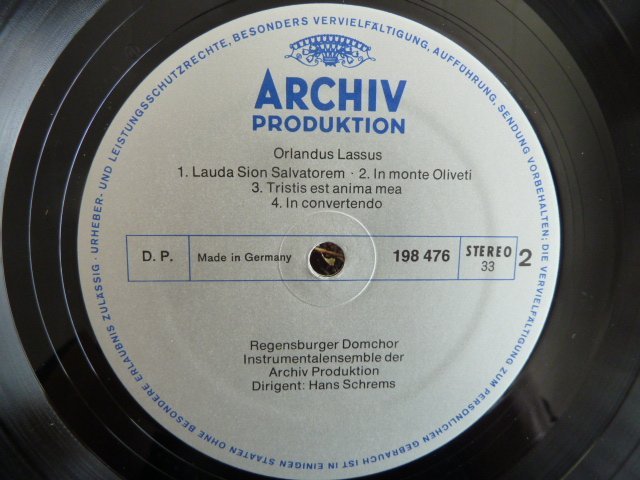 URHEBER- UND LEISTUNGSSCHUTZRECHTE, BESONDERS VERVIELFÄLTIGUNG, AUFFÜHRUNG, SENDUNG VORBEHALTEN; DIE VERVIELFÄLTIGUNG ZUM PERSÖNLICHEN GEBRAUCH IST IN EINIGEN STAATEN OHNE BESONDERE ERLAUBNIS ZULÄSSIG ·
ARCHIV
PRODUKTION
Orlandus Lassus
1. Lauda Sion Salvatorem · 2. In monte Oliveti
3. Tristis est anima mea
4. In convertendo
D. P. Made in Germany 198 476 STEREO 2
33
Regensburger Domchor
Instrumentalensemble der
Archiv Produktion
Dirigent: Hans Schrems